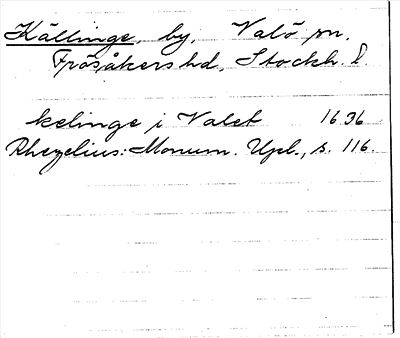 Källinge, by, Valö sn.
Frösåkers hd, Stockh. l.
kelinge i Valet 1636
Rhezelius: Monum. Upl., s. 116.